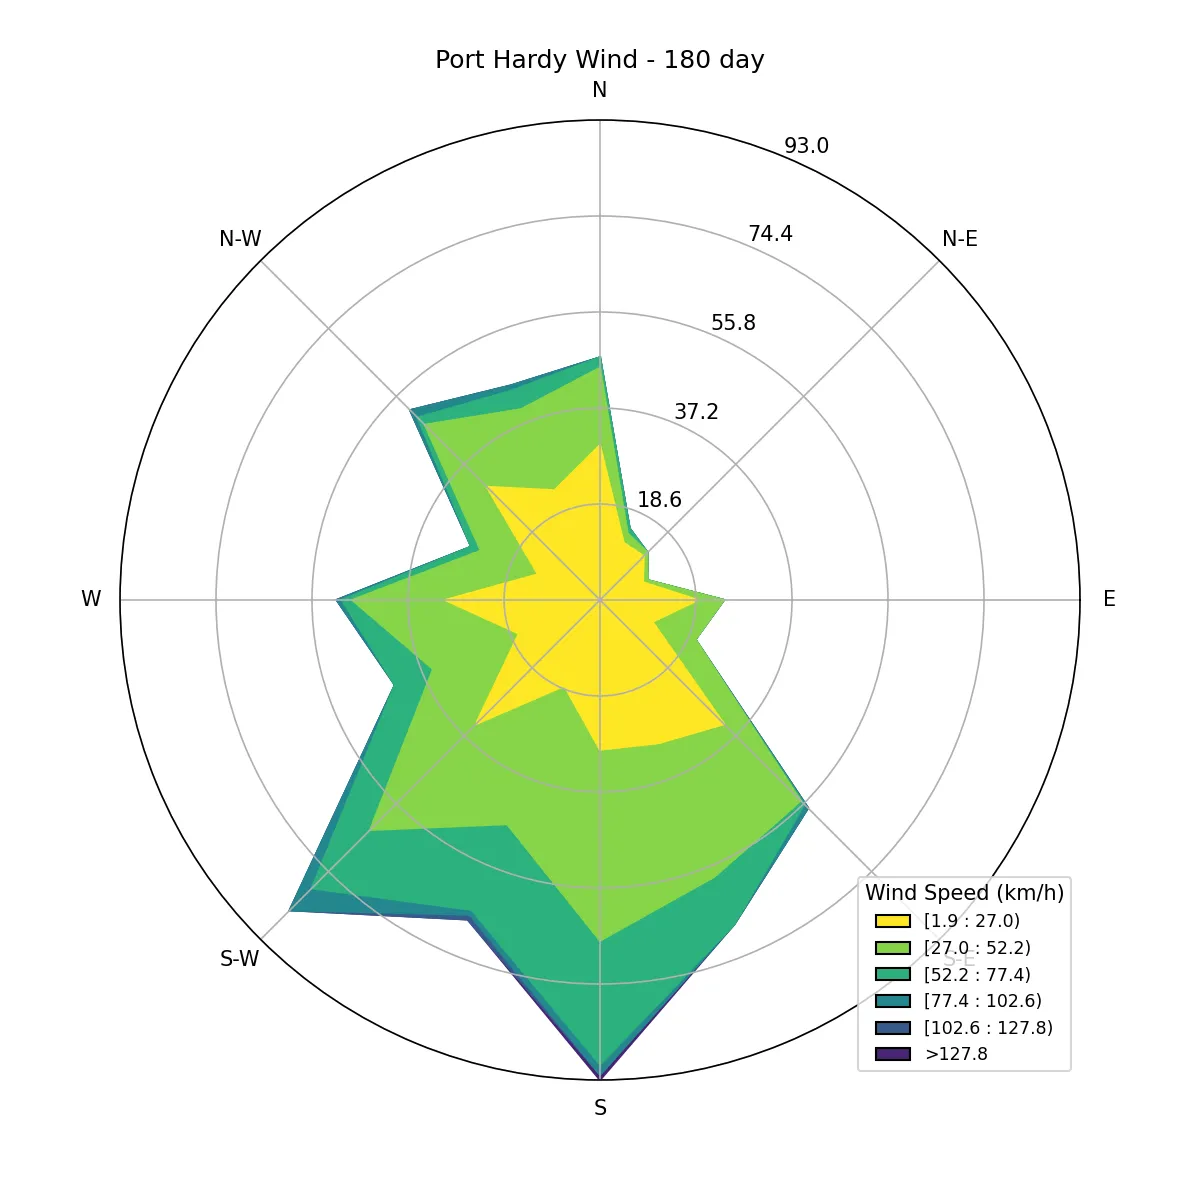 Port Hardy Wind - 180 day
N
93.0
74.4
N-W
N-E
55.8
37.2
18.6
W
E
Wind Speed (km/h)
[1.9 : 27.0)
[27.0 : 52.2)
S-W
S-E
[52.2 : 77.4)
[77.4 : 102.6)
[102.6 : 127.8)
>127.8
S